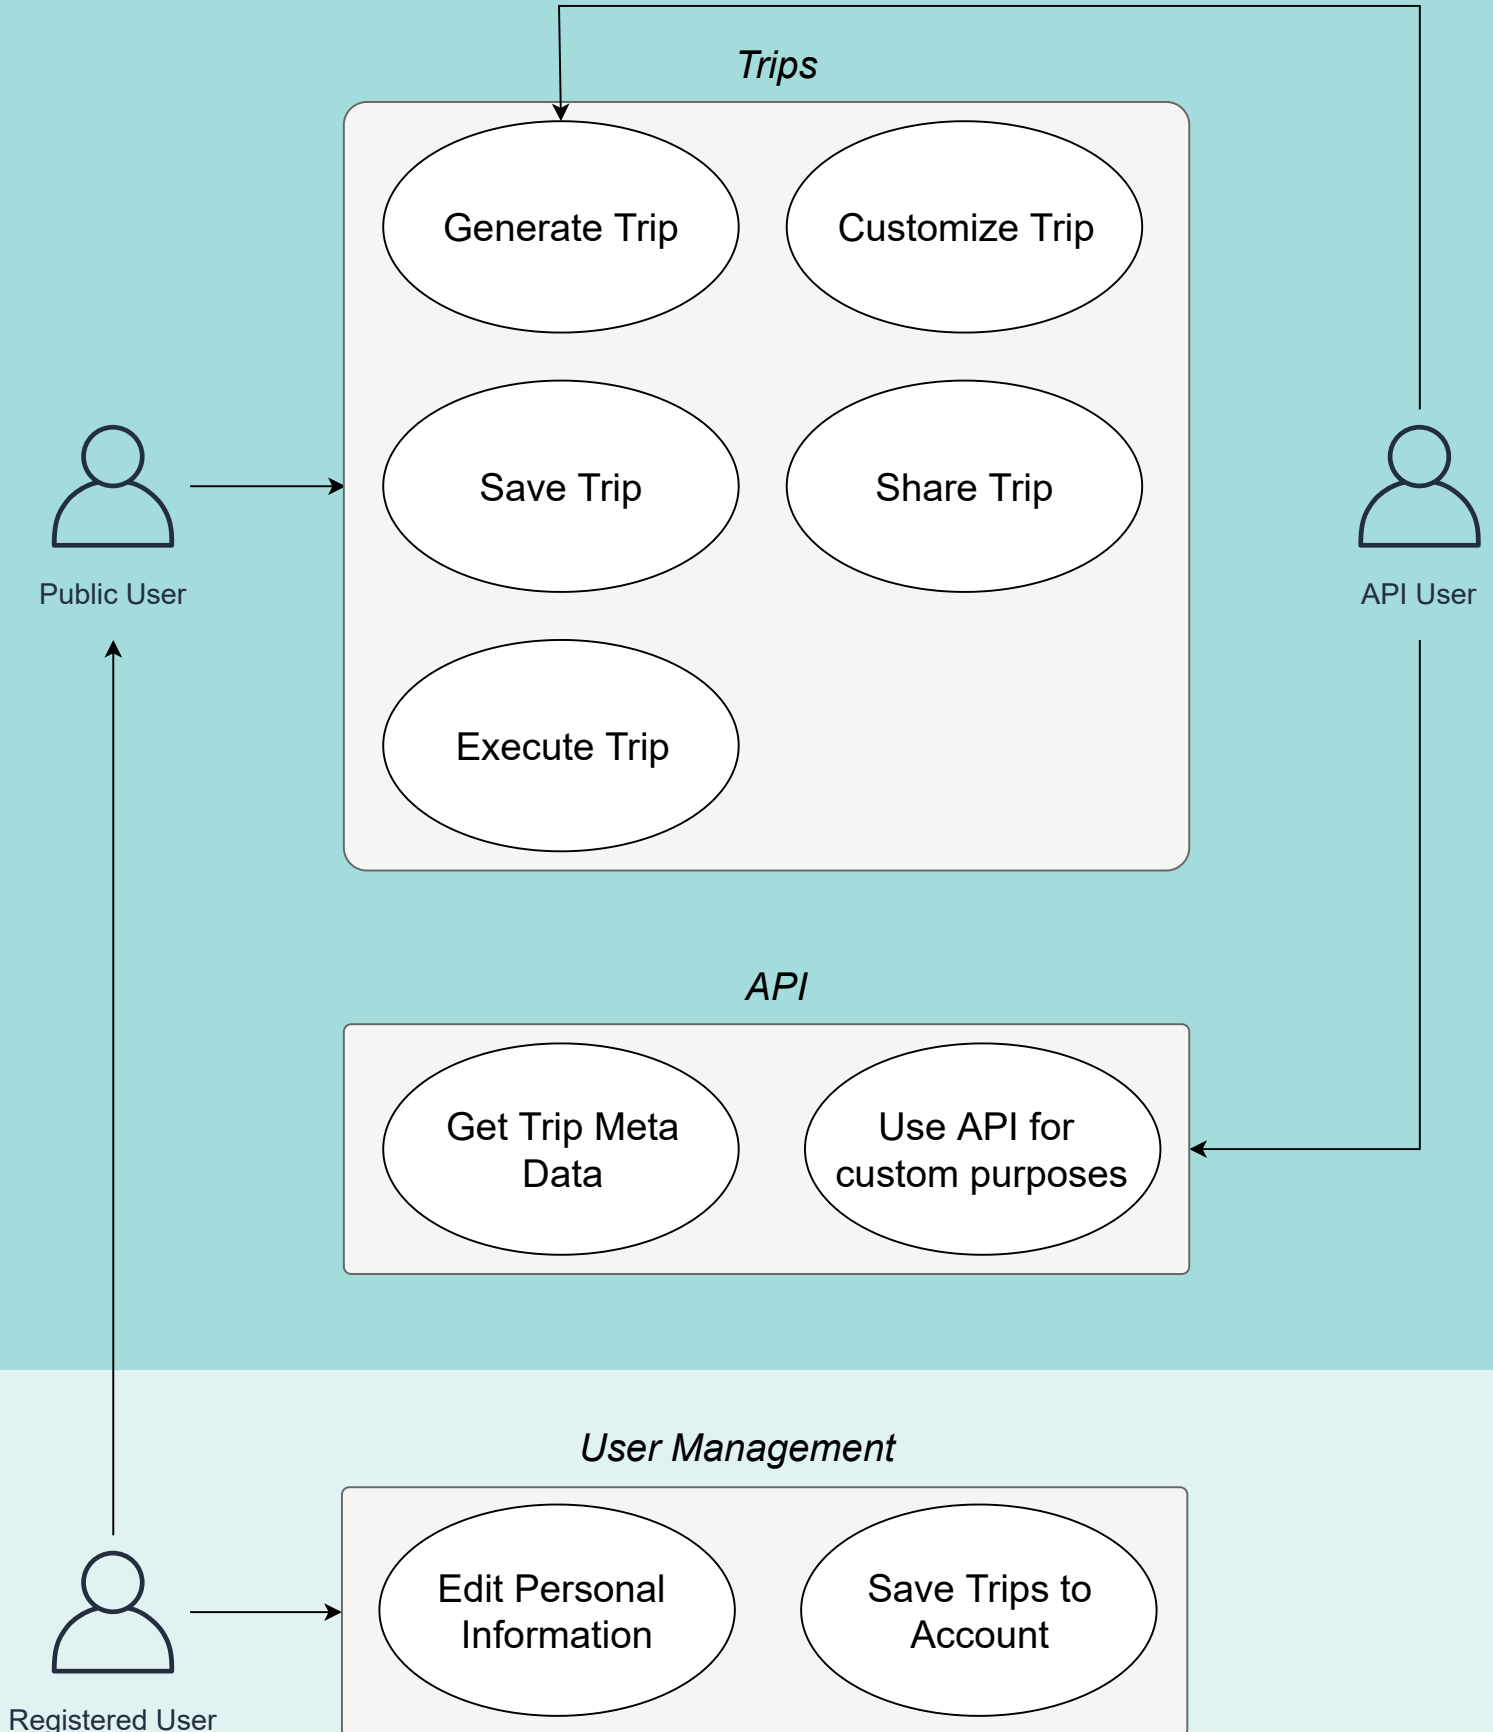 Trips
Generate Trip
Customize Trip
Save Trip
Share Trip
Public User
API User
Execute Trip
API
Get Trip Meta
Data
Use API for
custom purposes
User Management
Edit Personal
Information
Save Trips to
Account
Registered User